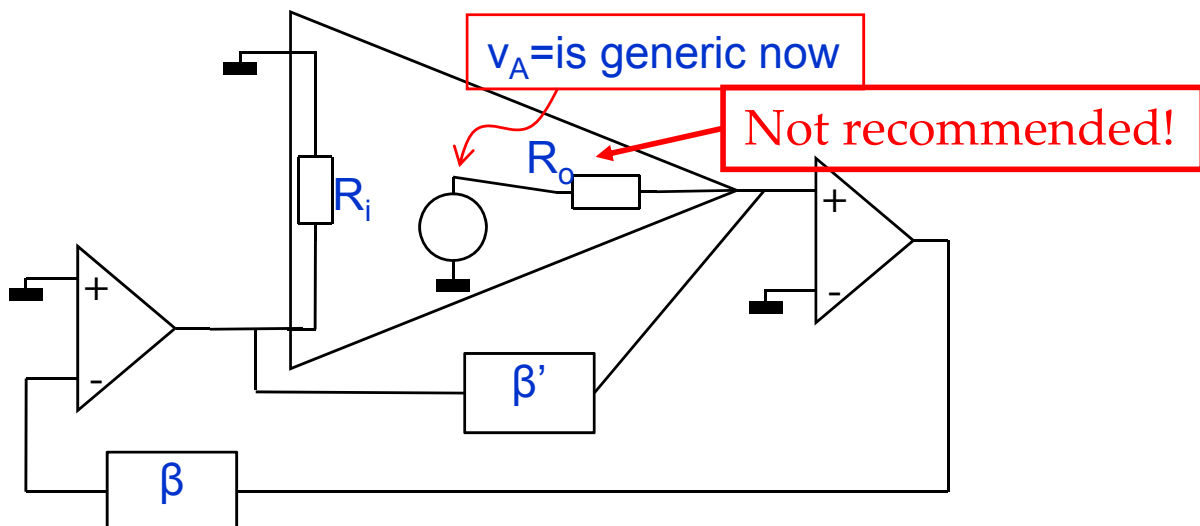 vA=is generic now
Not recommended!
Ro
Ri
+
-
+
-
β’
β